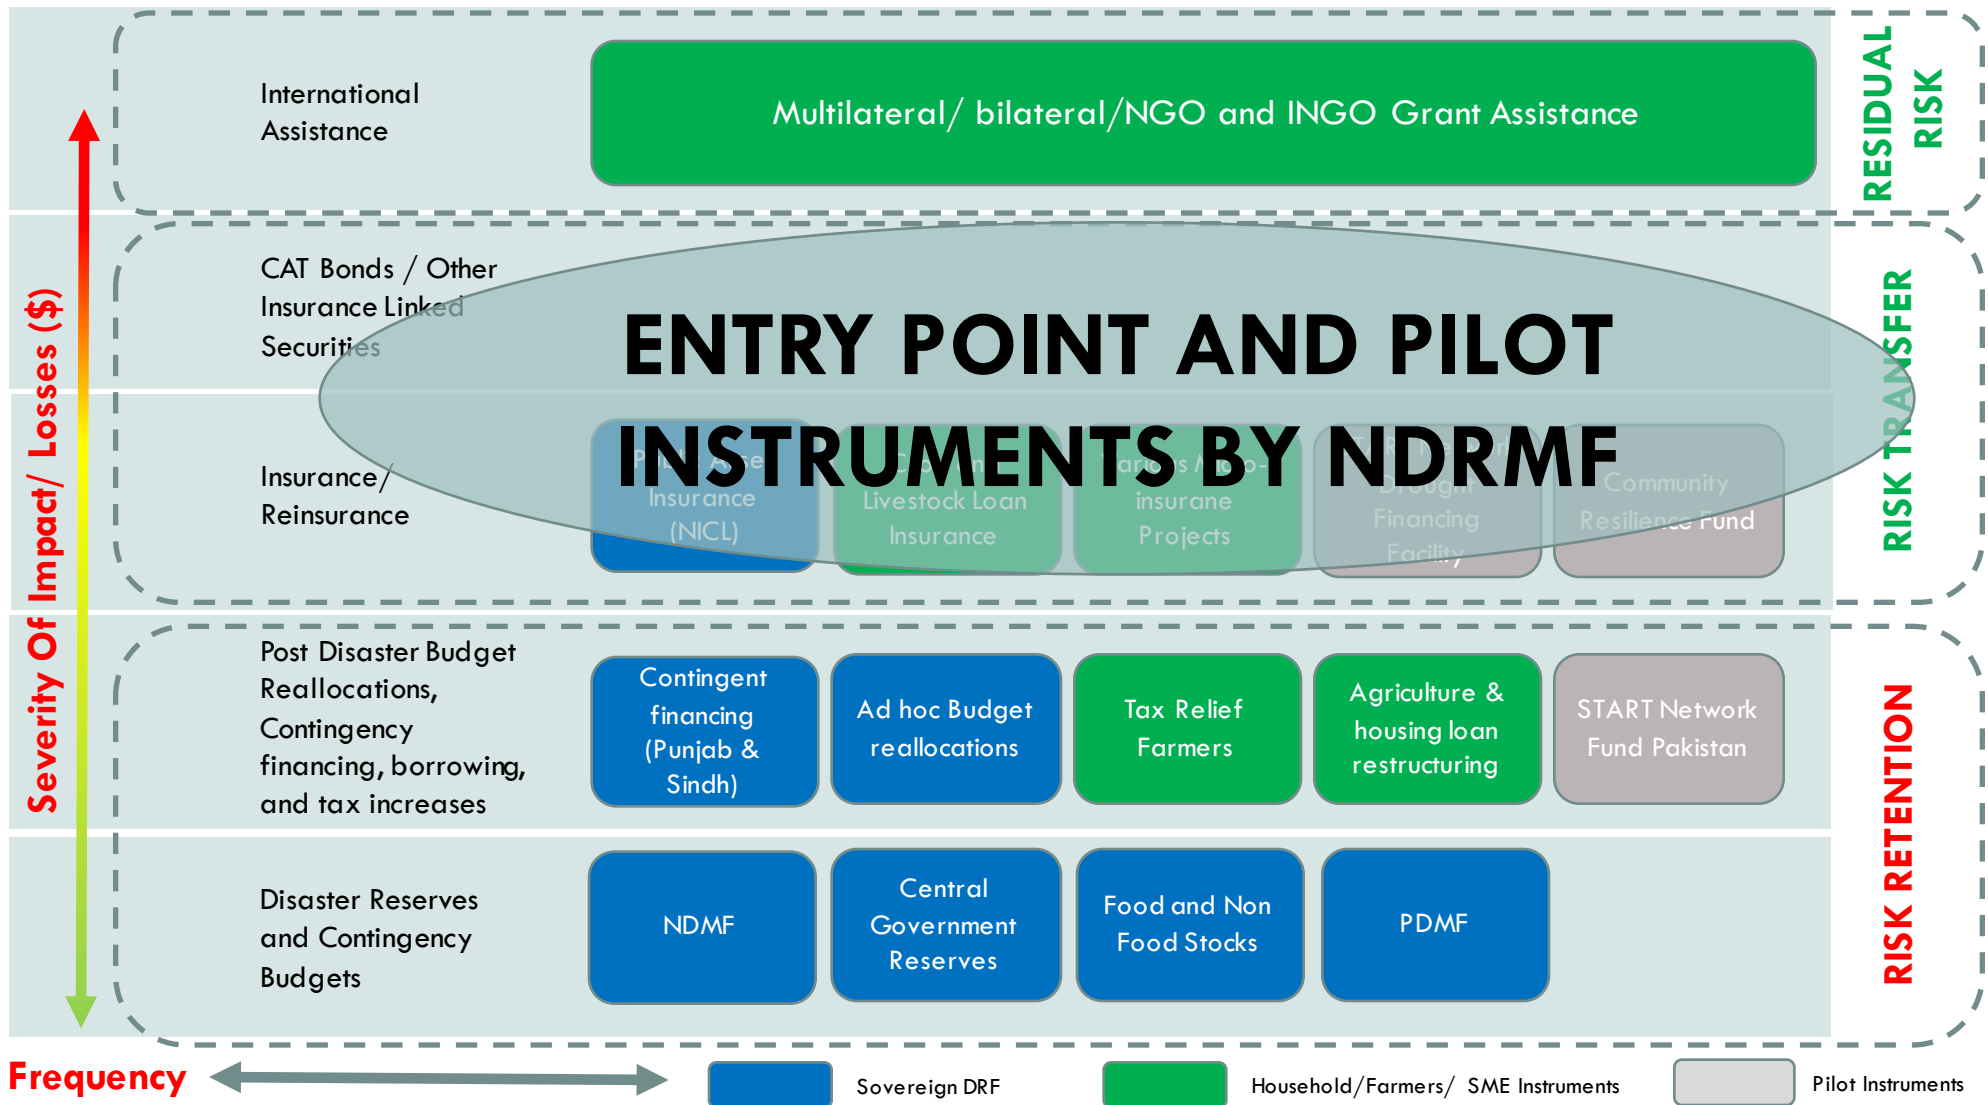 International
Assistance
Multilateral/ bilateral/NGO and INGO Grant Assistance
RESIDUAL
RISK
CAT Bonds / Other
Insurance Linked
Securities
ENTRY POINT AND PILOT
INSTRUMENTS BY NDRMF
RISK TRANSFER
Insurance/
Reinsurance
Insurance
(NICL)
Livestock Loan
Insurance
Various Micro-
insurane
Projects
Drought
Financing
Facility
Community
Resilience Fund
Severity Of Impact/ Losses ($)
Post Disaster Budget
Reallocations,
Contingency
financing, borrowing,
and tax increases
Contingent
financing
(Punjab &
Sindh)
Ad hoc Budget
reallocations
Tax Relief
Farmers
Agriculture &
housing loan
restructuring
START Network
Fund Pakistan
RISK RETENTION
Disaster Reserves
and Contingency
Budgets
NDMF
Central
Government
Reserves
Food and Non
Food Stocks
PDMF
Frequency
Sovereign DRF
Household/Farmers/ SME Instruments
Pilot Instruments